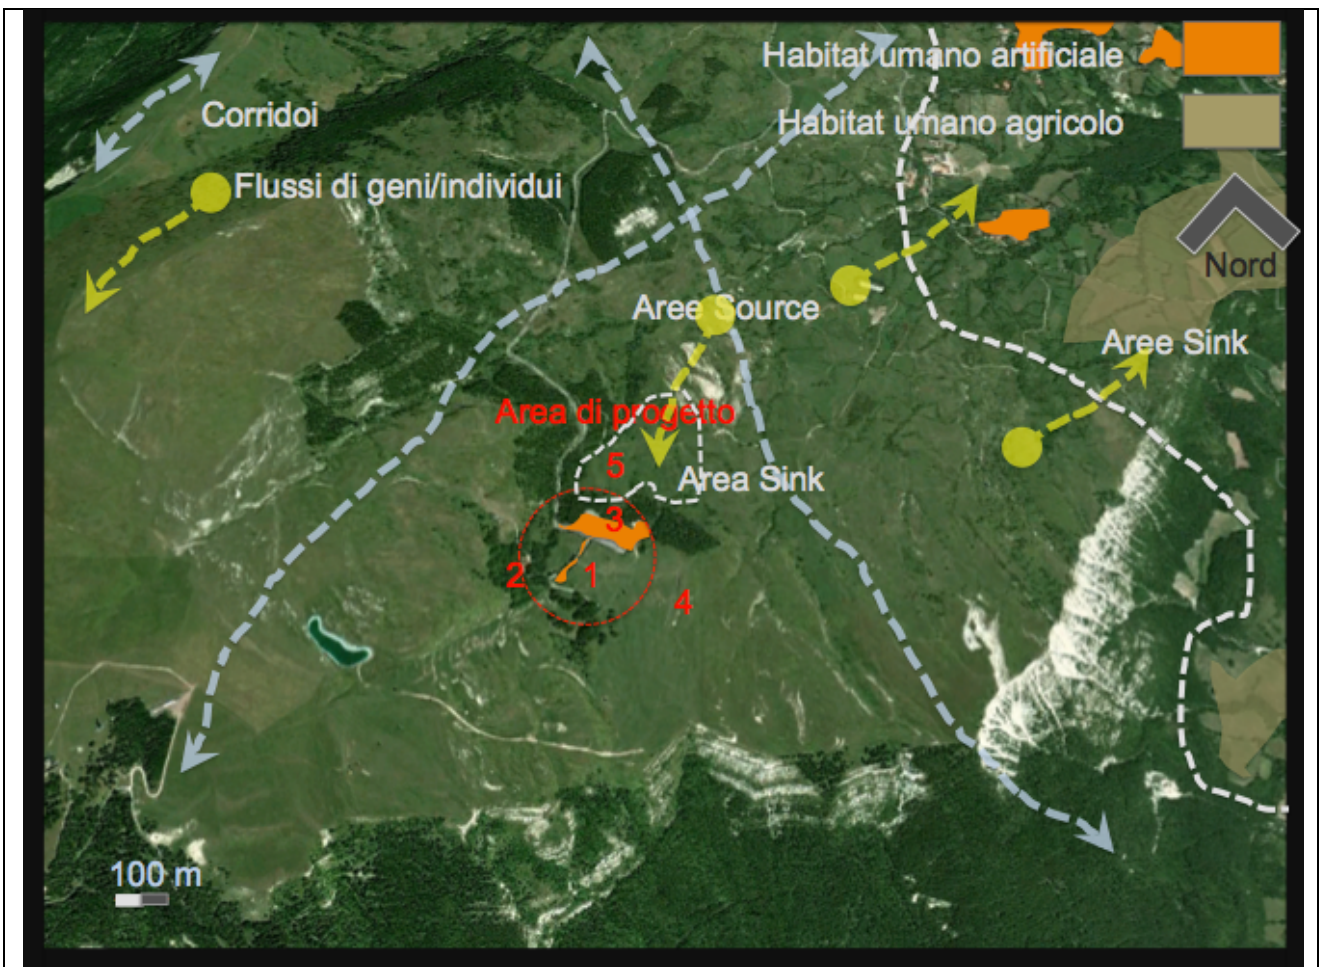 Habitat umano artificiale
Corridoi
Habitat umano agricolo
Flussi di geni/individui
Nord
Aree Source
Aree Sink
Area di progetto
5
Area Sink
3
2
1
4
100 m